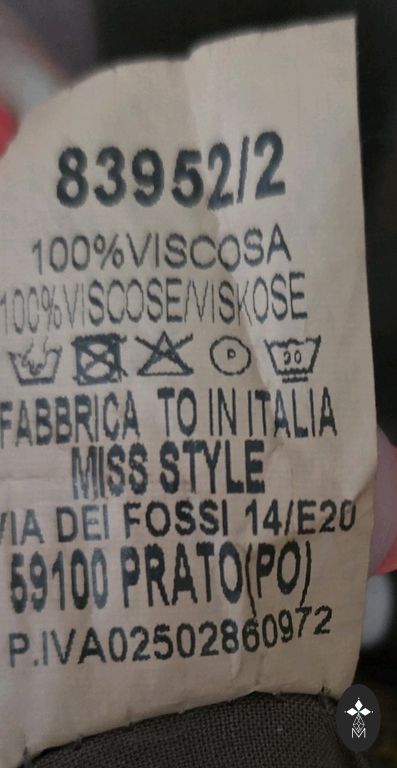 83952/2
100%VISCOSA
100%VISCOSE/VISKOSE
P 30
FABBRICA TO IN ITALIA
MISS STYLE
VIA DEI FOSSI 14/E20
59100 PRATO(PO)
P.IVA02502860972
M